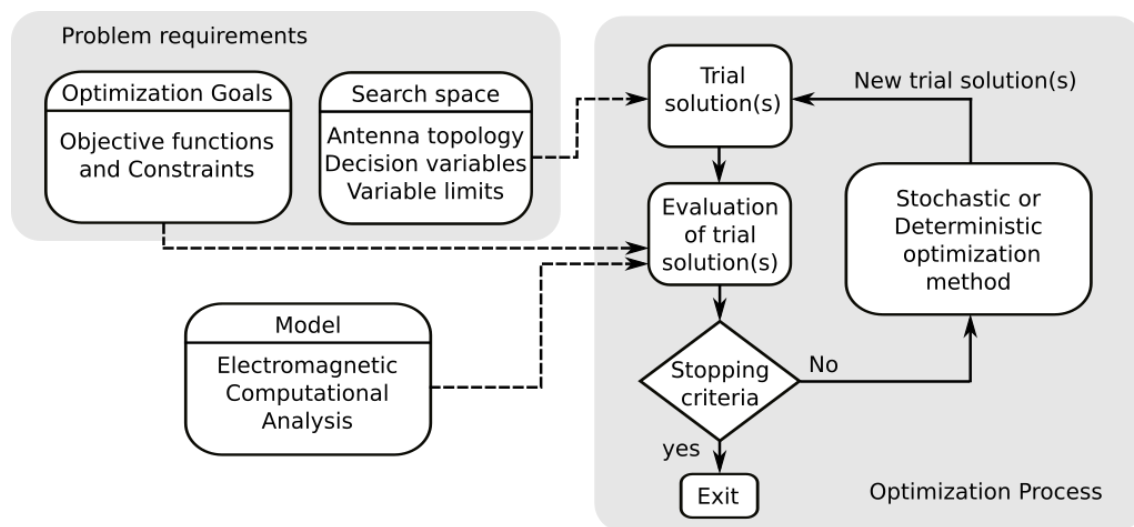 Problem requirements
Optimization Goals
Objective functions
and Constraints
Search space
Antenna topology
Decision variables
Variable limits
Model
Electromagnetic
Computational
Analysis
Trial
solution(s)
New trial solution(s)
Evaluation
of trial
solution(s)
Stochastic or
Deterministic
optimization
method
Stopping
criteria
No
yes
Exit
Optimization Process